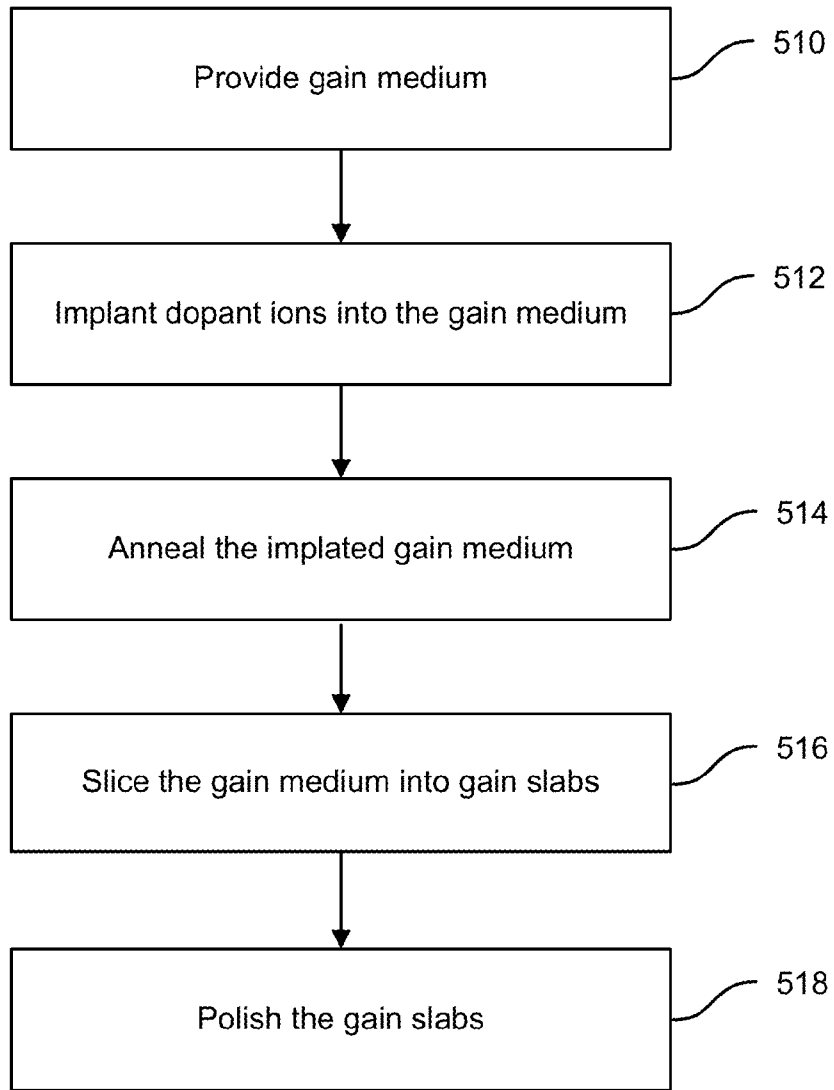 Provide gain medium
510
Implant dopant ions into the gain medium
512
Anneal the implated gain medium
514
Slice the gain medium into gain slabs
516
Polish the gain slabs
518